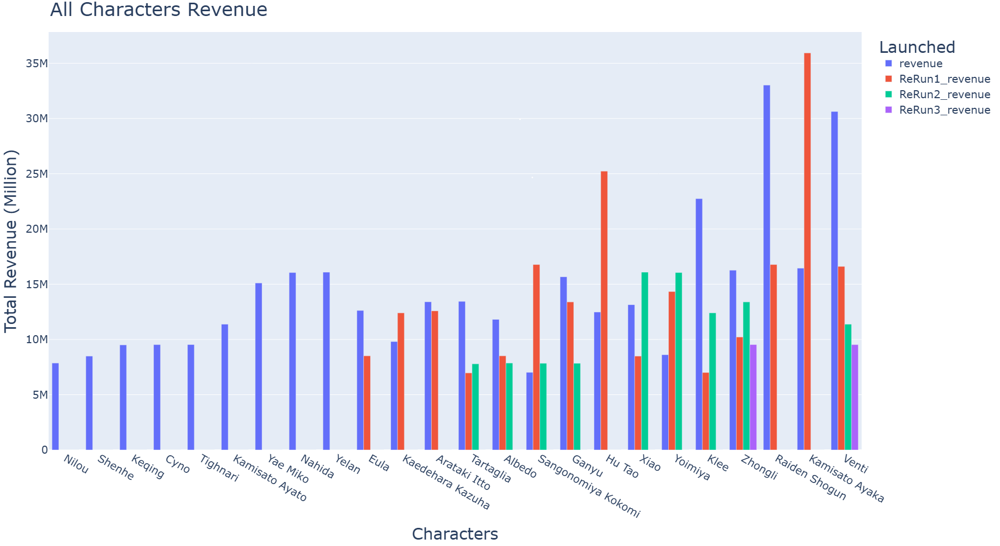 All Characters Revenue
Total Revenue (Million)
35M
30M
25M
20M
15M
10M
5M
0
Nilou
Shenhe
Keqing
Cyno
Tighnari
Kamisato Ayato
Yae Miko
Nahida
Yelan
Eula
Kaedehara Kazuha
Arataki Itto
Tartaglia
Albedo
Sangonomiya Kokomi
Ganyu
Hu Tao
Xiao
Yoimiya
Klee
Zhongli
Raiden Shogun
Kamisato Ayaka
Venti
Characters
Launched
revenue
ReRun1_revenue
ReRun2_revenue
ReRun3_revenue